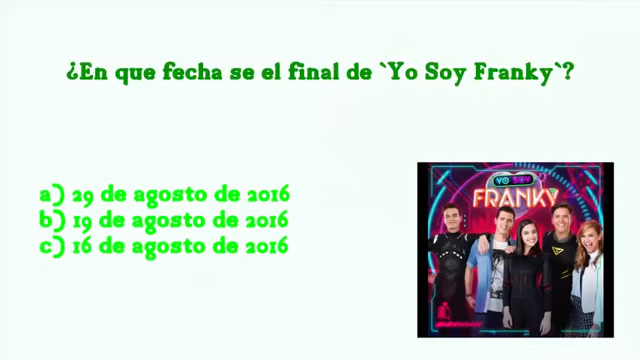 ¿En que fecha se el final de `Yo Soy Franky`?
a) 29 de agosto de 2016
b) 19 de agosto de 2016
c) 16 de agosto de 2016
YO SOY
FRANKY